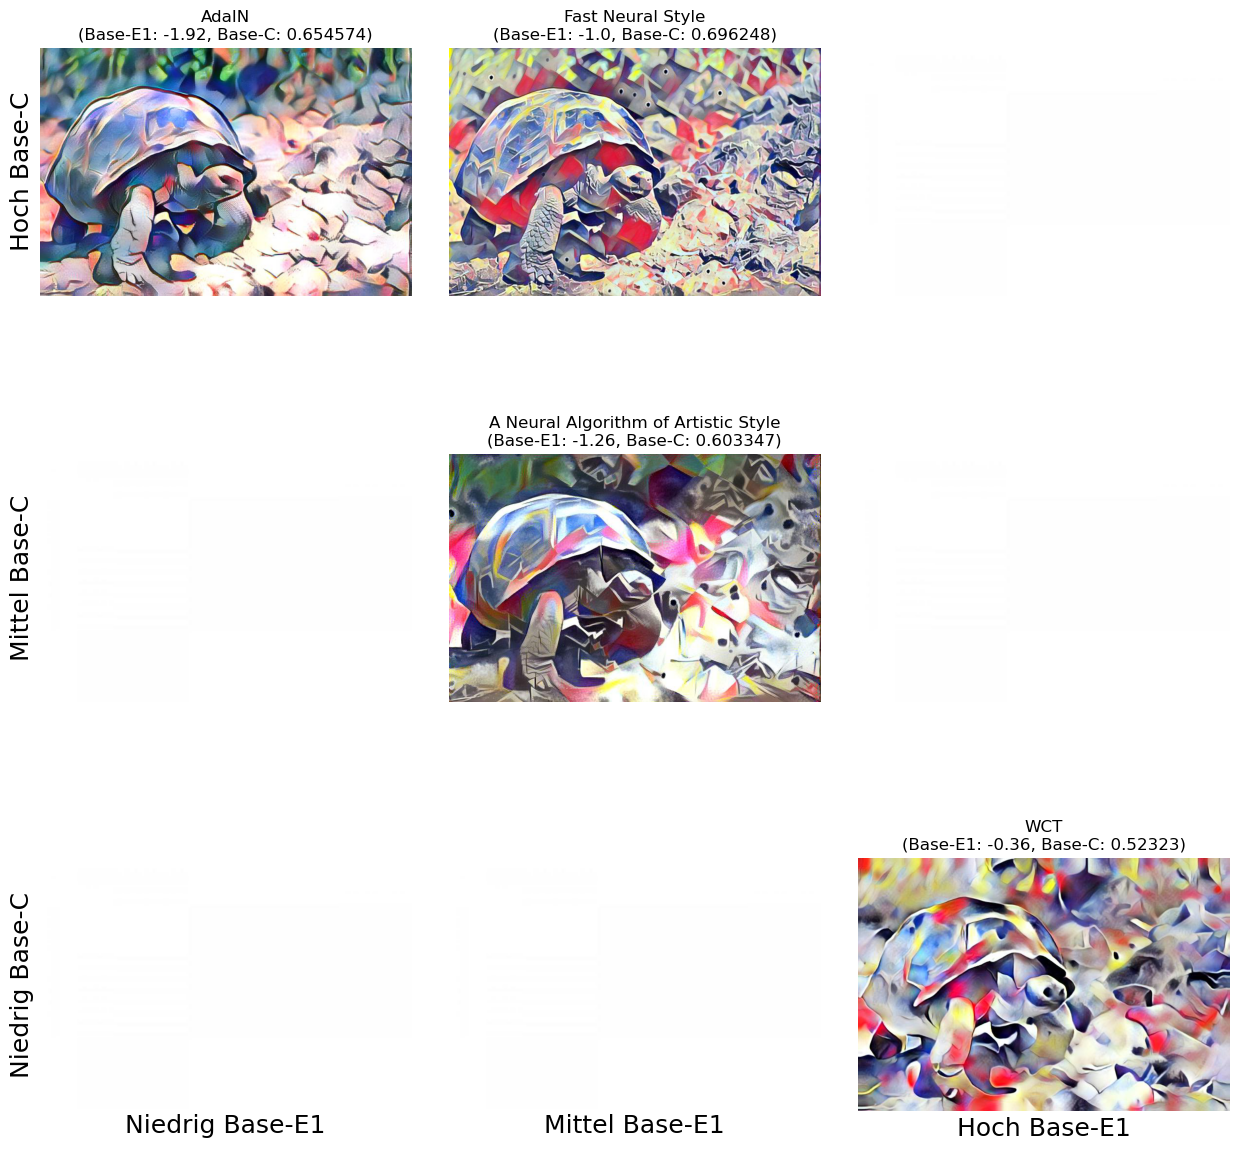 AdaIN
(Base-E1: -1.92, Base-C: 0.654574)
Fast Neural Style
(Base-E1: -1.0, Base-C: 0.696248)
Hoch Base-C
A Neural Algorithm of Artistic Style
(Base-E1: -1.26, Base-C: 0.603347)
Mittel Base-C
WCT
(Base-E1: -0.36, Base-C: 0.52323)
Niedrig Base-C
Niedrig Base-E1
Mittel Base-E1
Hoch Base-E1